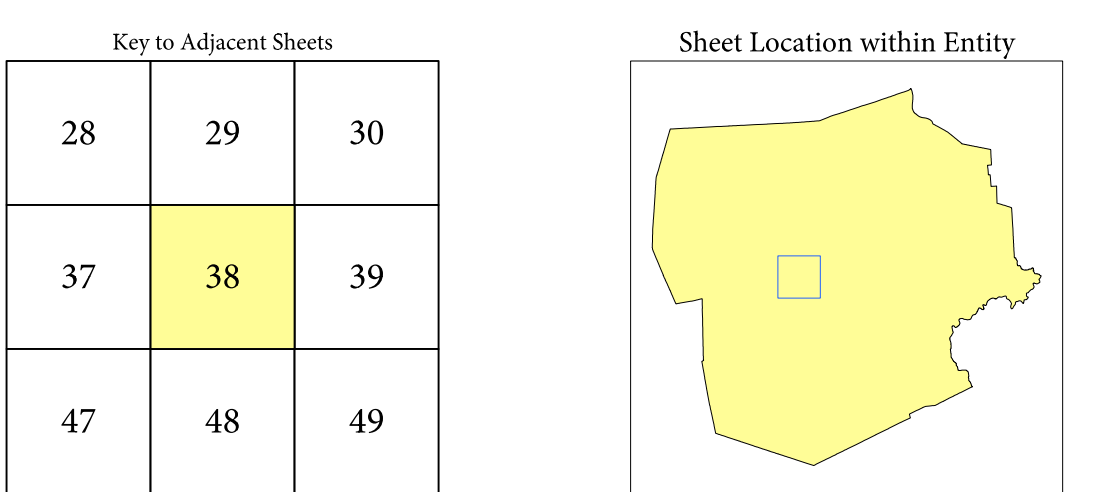 Key to Adjacent Sheets
28 29 30
37 38 39
47 48 49
Sheet Location within Entity